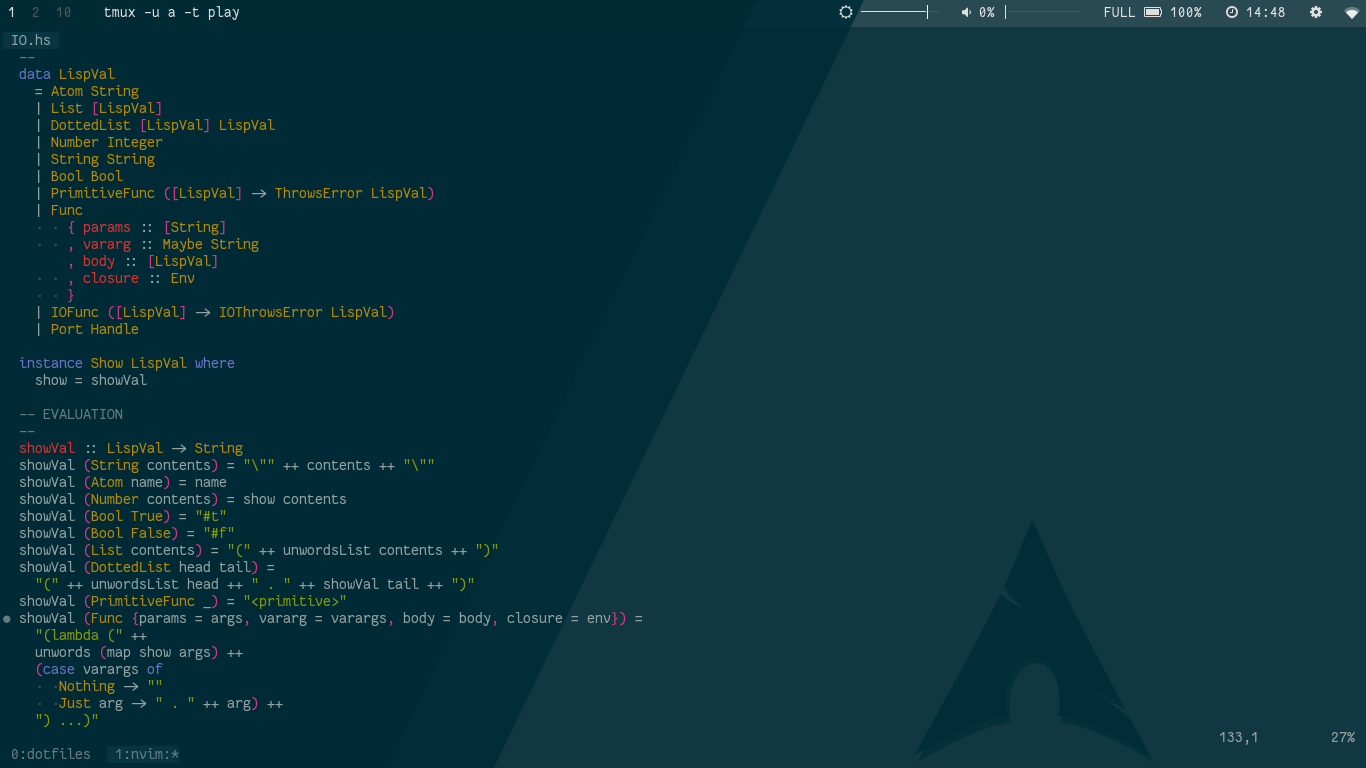 1 2 10 tmux -u a -t play 0% FULL 100% 14:48
IO.hs
--
data LispVal
  = Atom String
  | List [LispVal]
  | DottedList [LispVal] LispVal
  | Number Integer
  | String String
  | Bool Bool
  | PrimitiveFunc ([LispVal] -> ThrowsError LispVal)
  | Func
  · · { params :: [String]
  · · , vararg :: Maybe String
      , body :: [LispVal]
  · · , closure :: Env
  · · }
  | IOFunc ([LispVal] -> IOThrowsError LispVal)
  | Port Handle
instance Show LispVal where
  show = showVal
-- EVALUATION
--
showVal :: LispVal -> String
showVal (String contents) = "\"" ++ contents ++ "\""
showVal (Atom name) = name
showVal (Number contents) = show contents
showVal (Bool True) = "#t"
showVal (Bool False) = "#f"
showVal (List contents) = "(" ++ unwordsList contents ++ ")"
showVal (DottedList head tail) =
  "(" ++ unwordsList head ++ " . " ++ showVal tail ++ ")"
showVal (PrimitiveFunc _) = "<primitive>"
● showVal (Func {params = args, vararg = varargs, body = body, closure = env}) =
  "(lambda (" ++
  unwords (map show args) ++
  (case varargs of
  · ·Nothing -> ""
  · ·Just arg -> " . " ++ arg) ++
  ") ...)"
133,1 27%
0:dotfiles 1:nvim:*